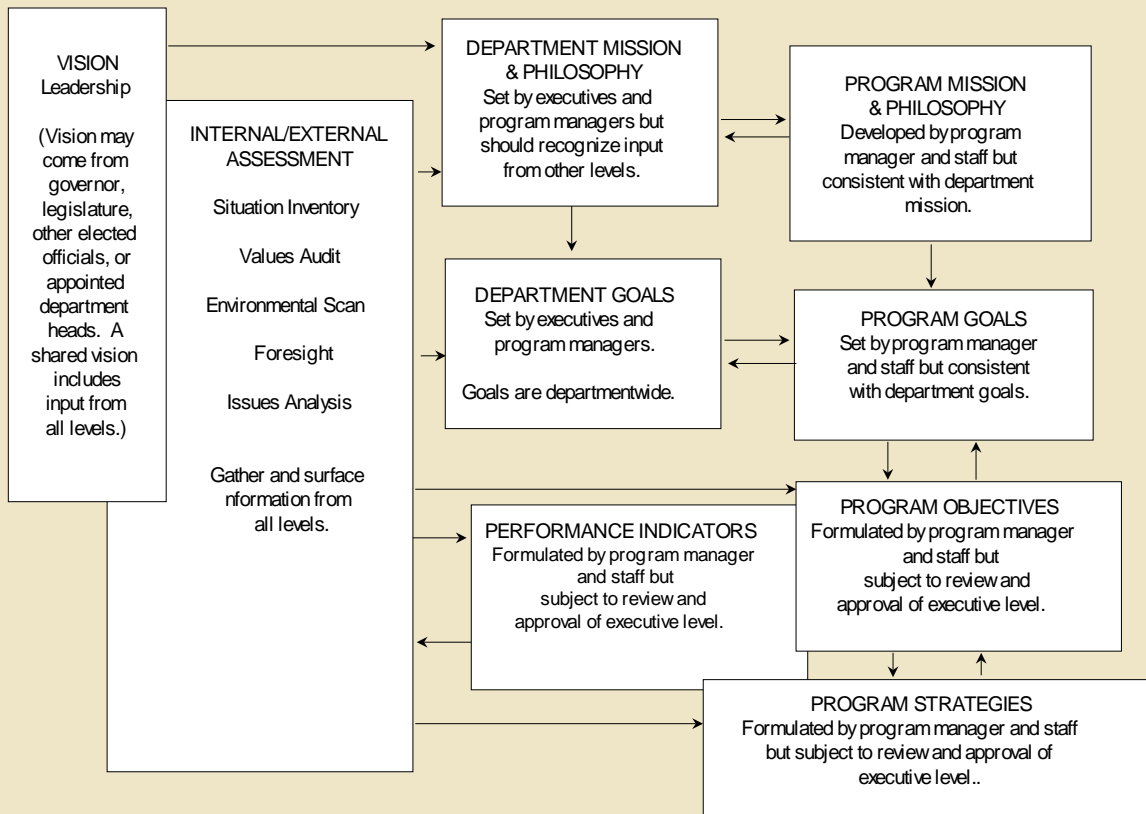 VISION
Leadership
(Vision may
come from
governor,
legislature,
other elected
officials, or
appointed
department
heads. A
shared vision
includes
input from
all levels.)
INTERNAL/EXTERNAL
ASSESSMENT
Situation Inventory
Values Audit
Environmental Scan
Foresight
Issues Analysis
Gather and surface
nformation from
all levels.
DEPARTMENT MISSION
& PHILOSOPHY
Set by executives and
program managers but
should recognize input
from other levels.
PROGRAM MISSION
& PHILOSOPHY
Developed by program
manager and staff but
consistent with department
mission.
DEPARTMENT GOALS
Set by executives and
program managers.
Goals are departmentwide.
PROGRAM GOALS
Set by program manager
and staff but consistent
with department goals.
PERFORMANCE INDICATORS
Formulated by program manager
and staff but
subject to review and
approval of executive level.
PROGRAM OBJECTIVES
Formulated by program manager
and staff but
subject to review and
approval of executive level.
PROGRAM STRATEGIES
Formulated by program manager and staff
but subject to review and approval of
executive level..